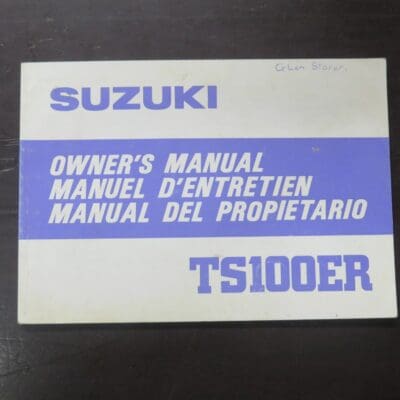 SUZUKI
OWNER'S MANUAL
MANUEL D'ENTRETIEN
MANUAL DEL PROPIETARIO
TS100ER